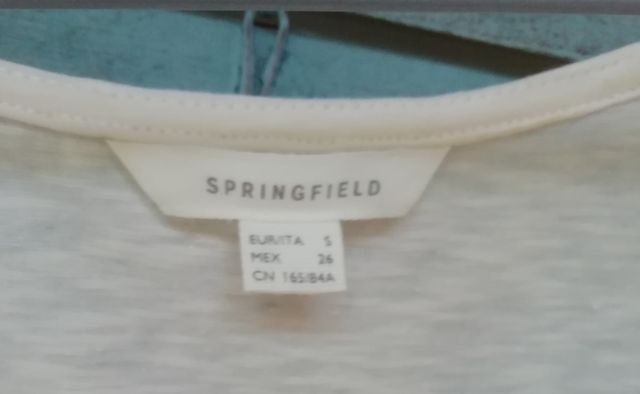 SPRINGFIELD
EUR/ITA S
MEX 26
CN 165/84A